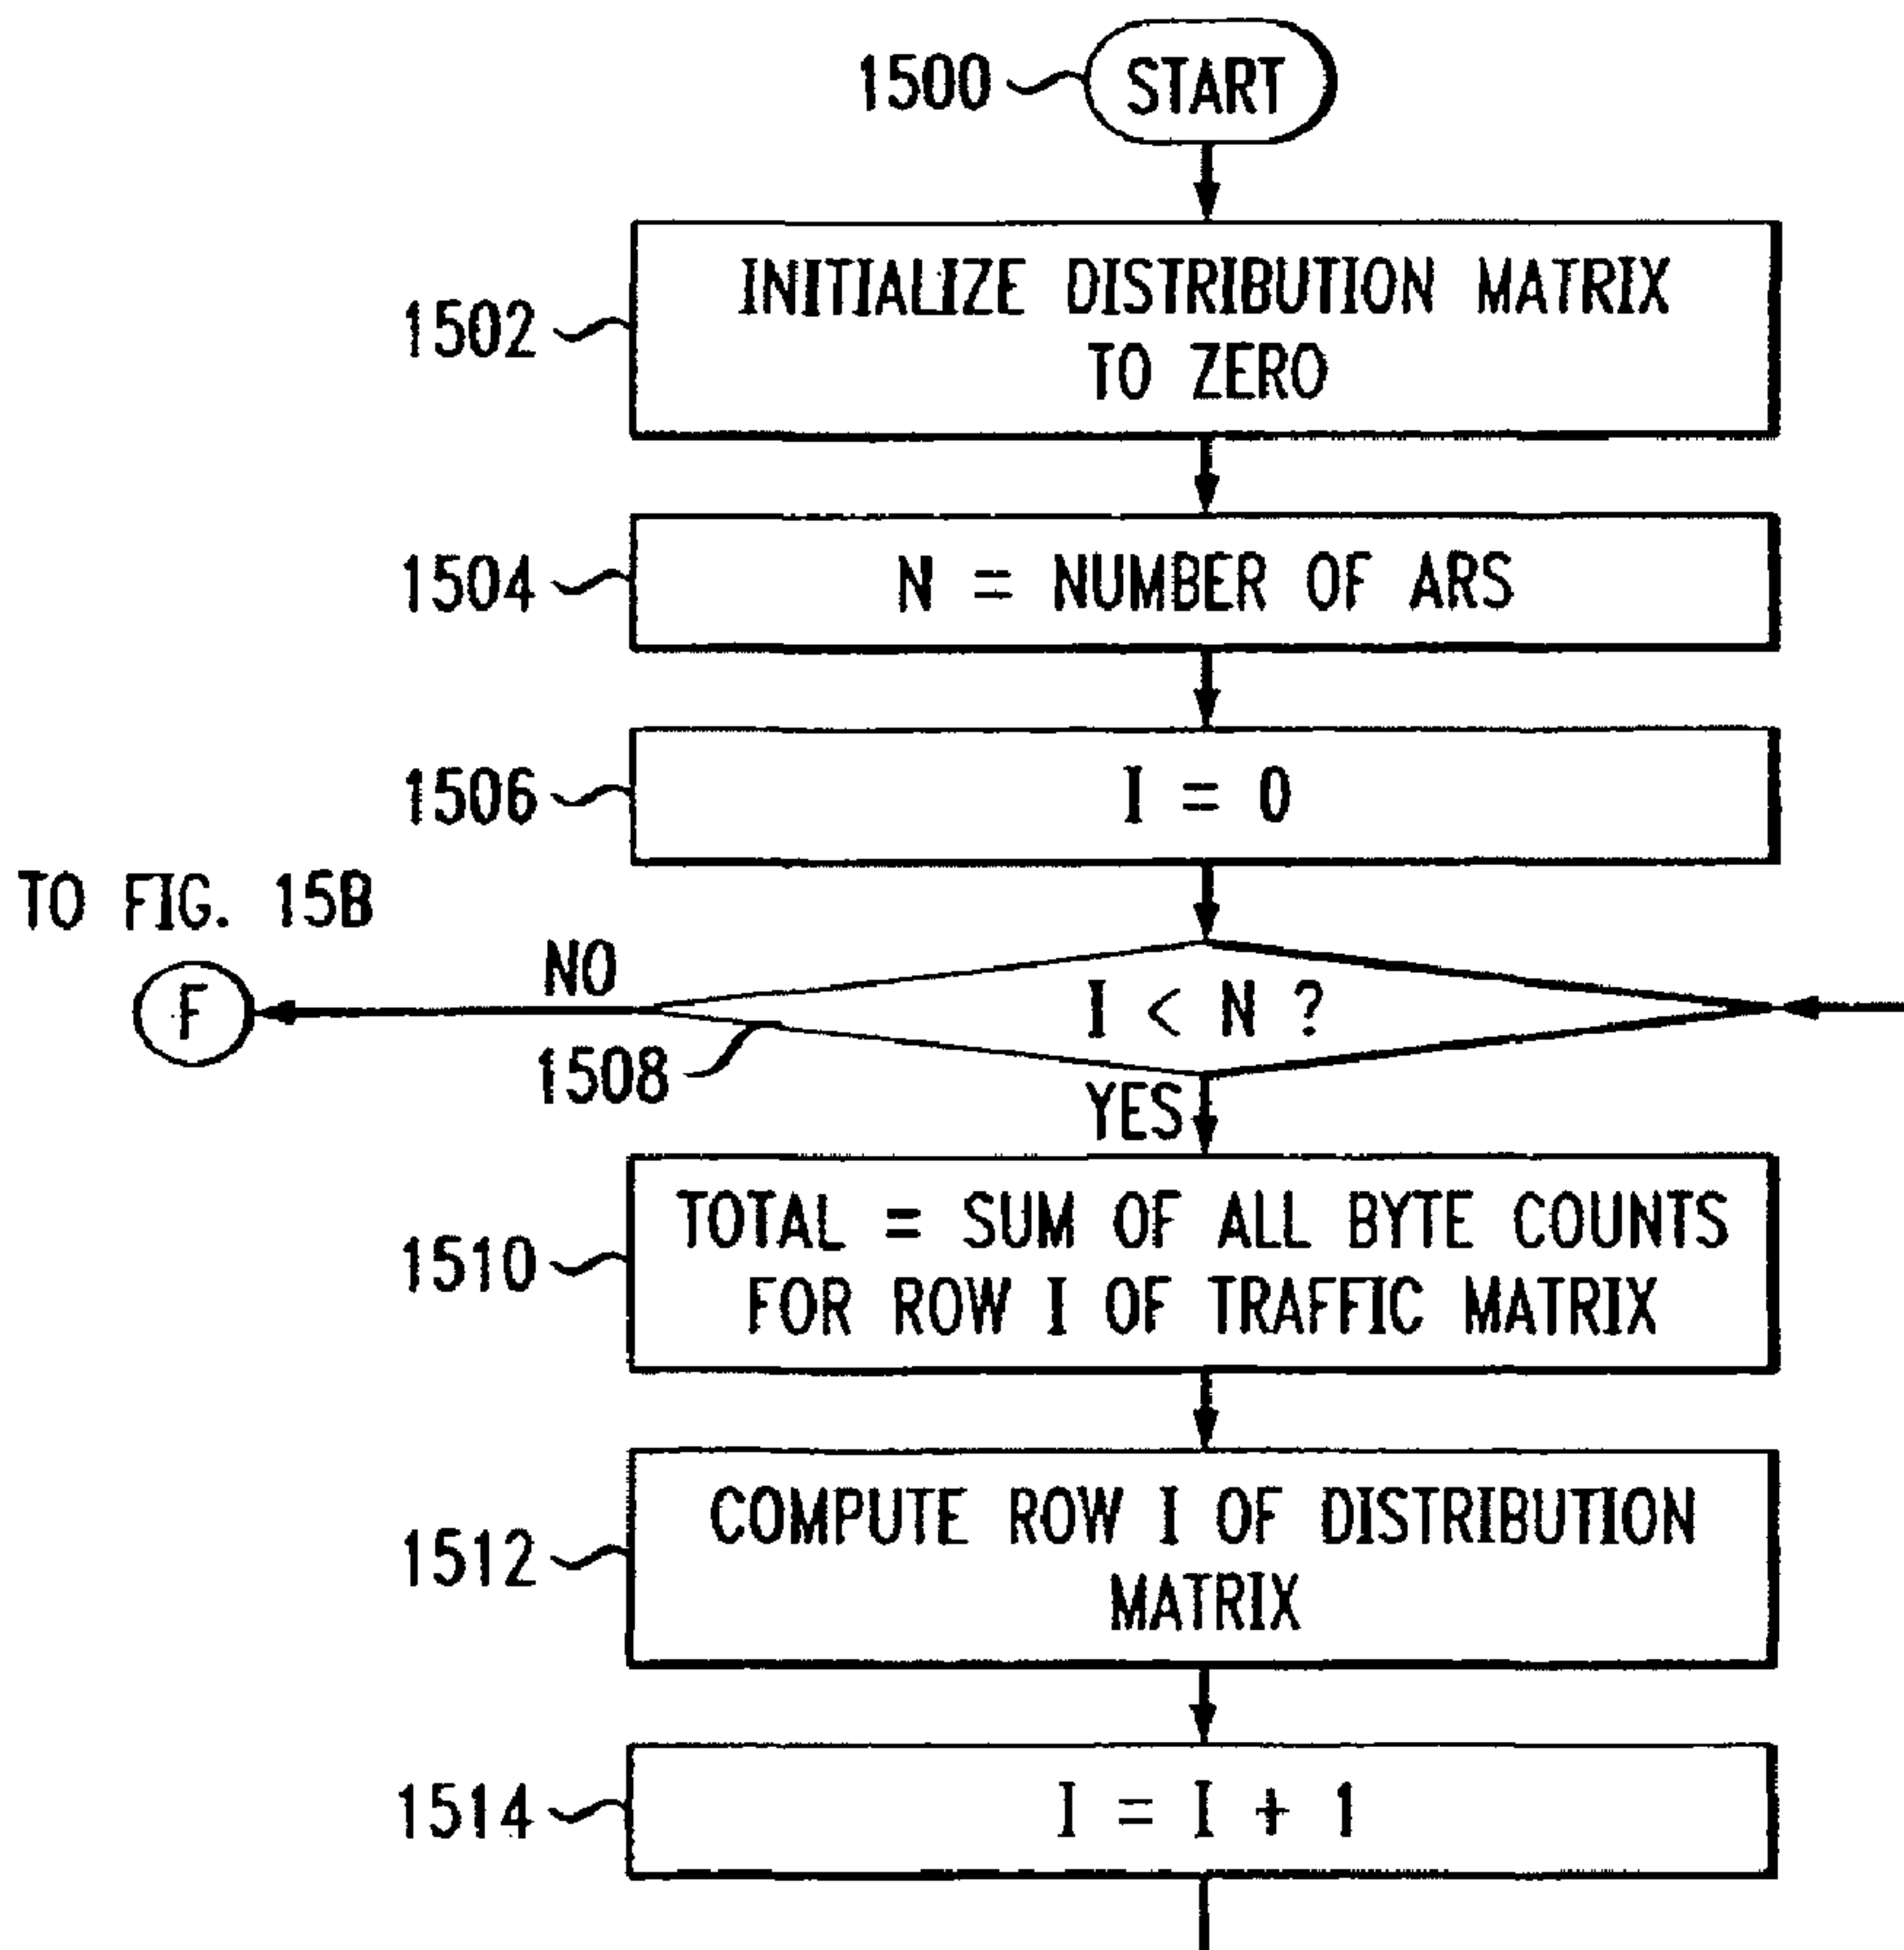 1500
START
1502
INITIALIZE DISTRIBUTION MATRIX
TO ZERO
1504
N = NUMBER OF ARS
1506
I = 0
TO FIG. 15B
F
NO
I < N ?
1508
YES
1510
TOTAL = SUM OF ALL BYTE COUNTS
FOR ROW I OF TRAFFIC MATRIX
1512
COMPUTE ROW I OF DISTRIBUTION
MATRIX
1514
I = I + 1